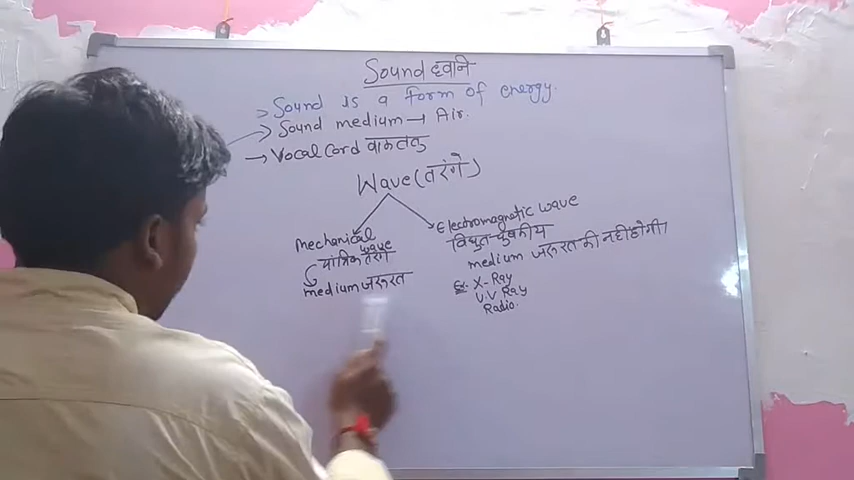 Sound ध्वनि
> Sound is a form of energy.
> Sound medium → Air.
→ Vocal Cord वाकतन्तु
Wave (तरंगे)
Mechanical wave
यांत्रिक तरंग
medium जरूरत
Electromagnetic wave
विधुत चुंबकीय
medium जरूरत की नही होगी।
Ex:- X-Ray
U.V Ray
Radio.